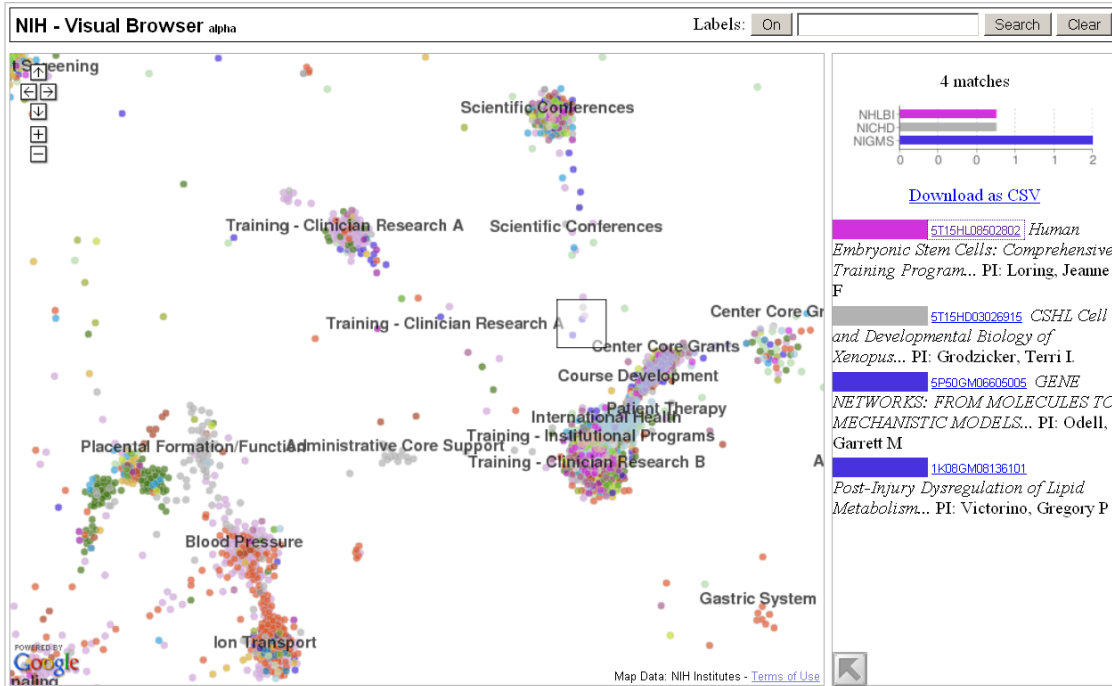 NIH - Visual Browser alpha
Labels: On Search Clear
t Screening
Scientific Conferences
Training - Clinician Research A
Scientific Conferences
Training - Clinician Research A
Center Core Gr
Center Core Grants
Course Development
Patient Therapy
International Health
Training - Institutional Programs
Placental Formation/Function
Administrative Core Support
Training - Clinician Research B
A
Blood Pressure
Gastric System
Ion Transport
naling
POWERED BY
Google
Map Data: NIH Institutes - Terms of Use
4 matches
NHLBI
NICHD
NIGMS
0 0 0 1 1 2
Download as CSV
5T15HL08502802 Human
Embryonic Stem Cells: Comprehensive
Training Program... PI: Loring, Jeanne
F
5T15HD03026915 CSHL Cell
and Developmental Biology of
Xenopus... PI: Grodzicker, Terri I.
5P50GM06605005 GENE
NETWORKS: FROM MOLECULES TO
MECHANISTIC MODELS... PI: Odell,
Garrett M
1K08GM08136101
Post-Injury Dysregulation of Lipid
Metabolism... PI: Victorino, Gregory P